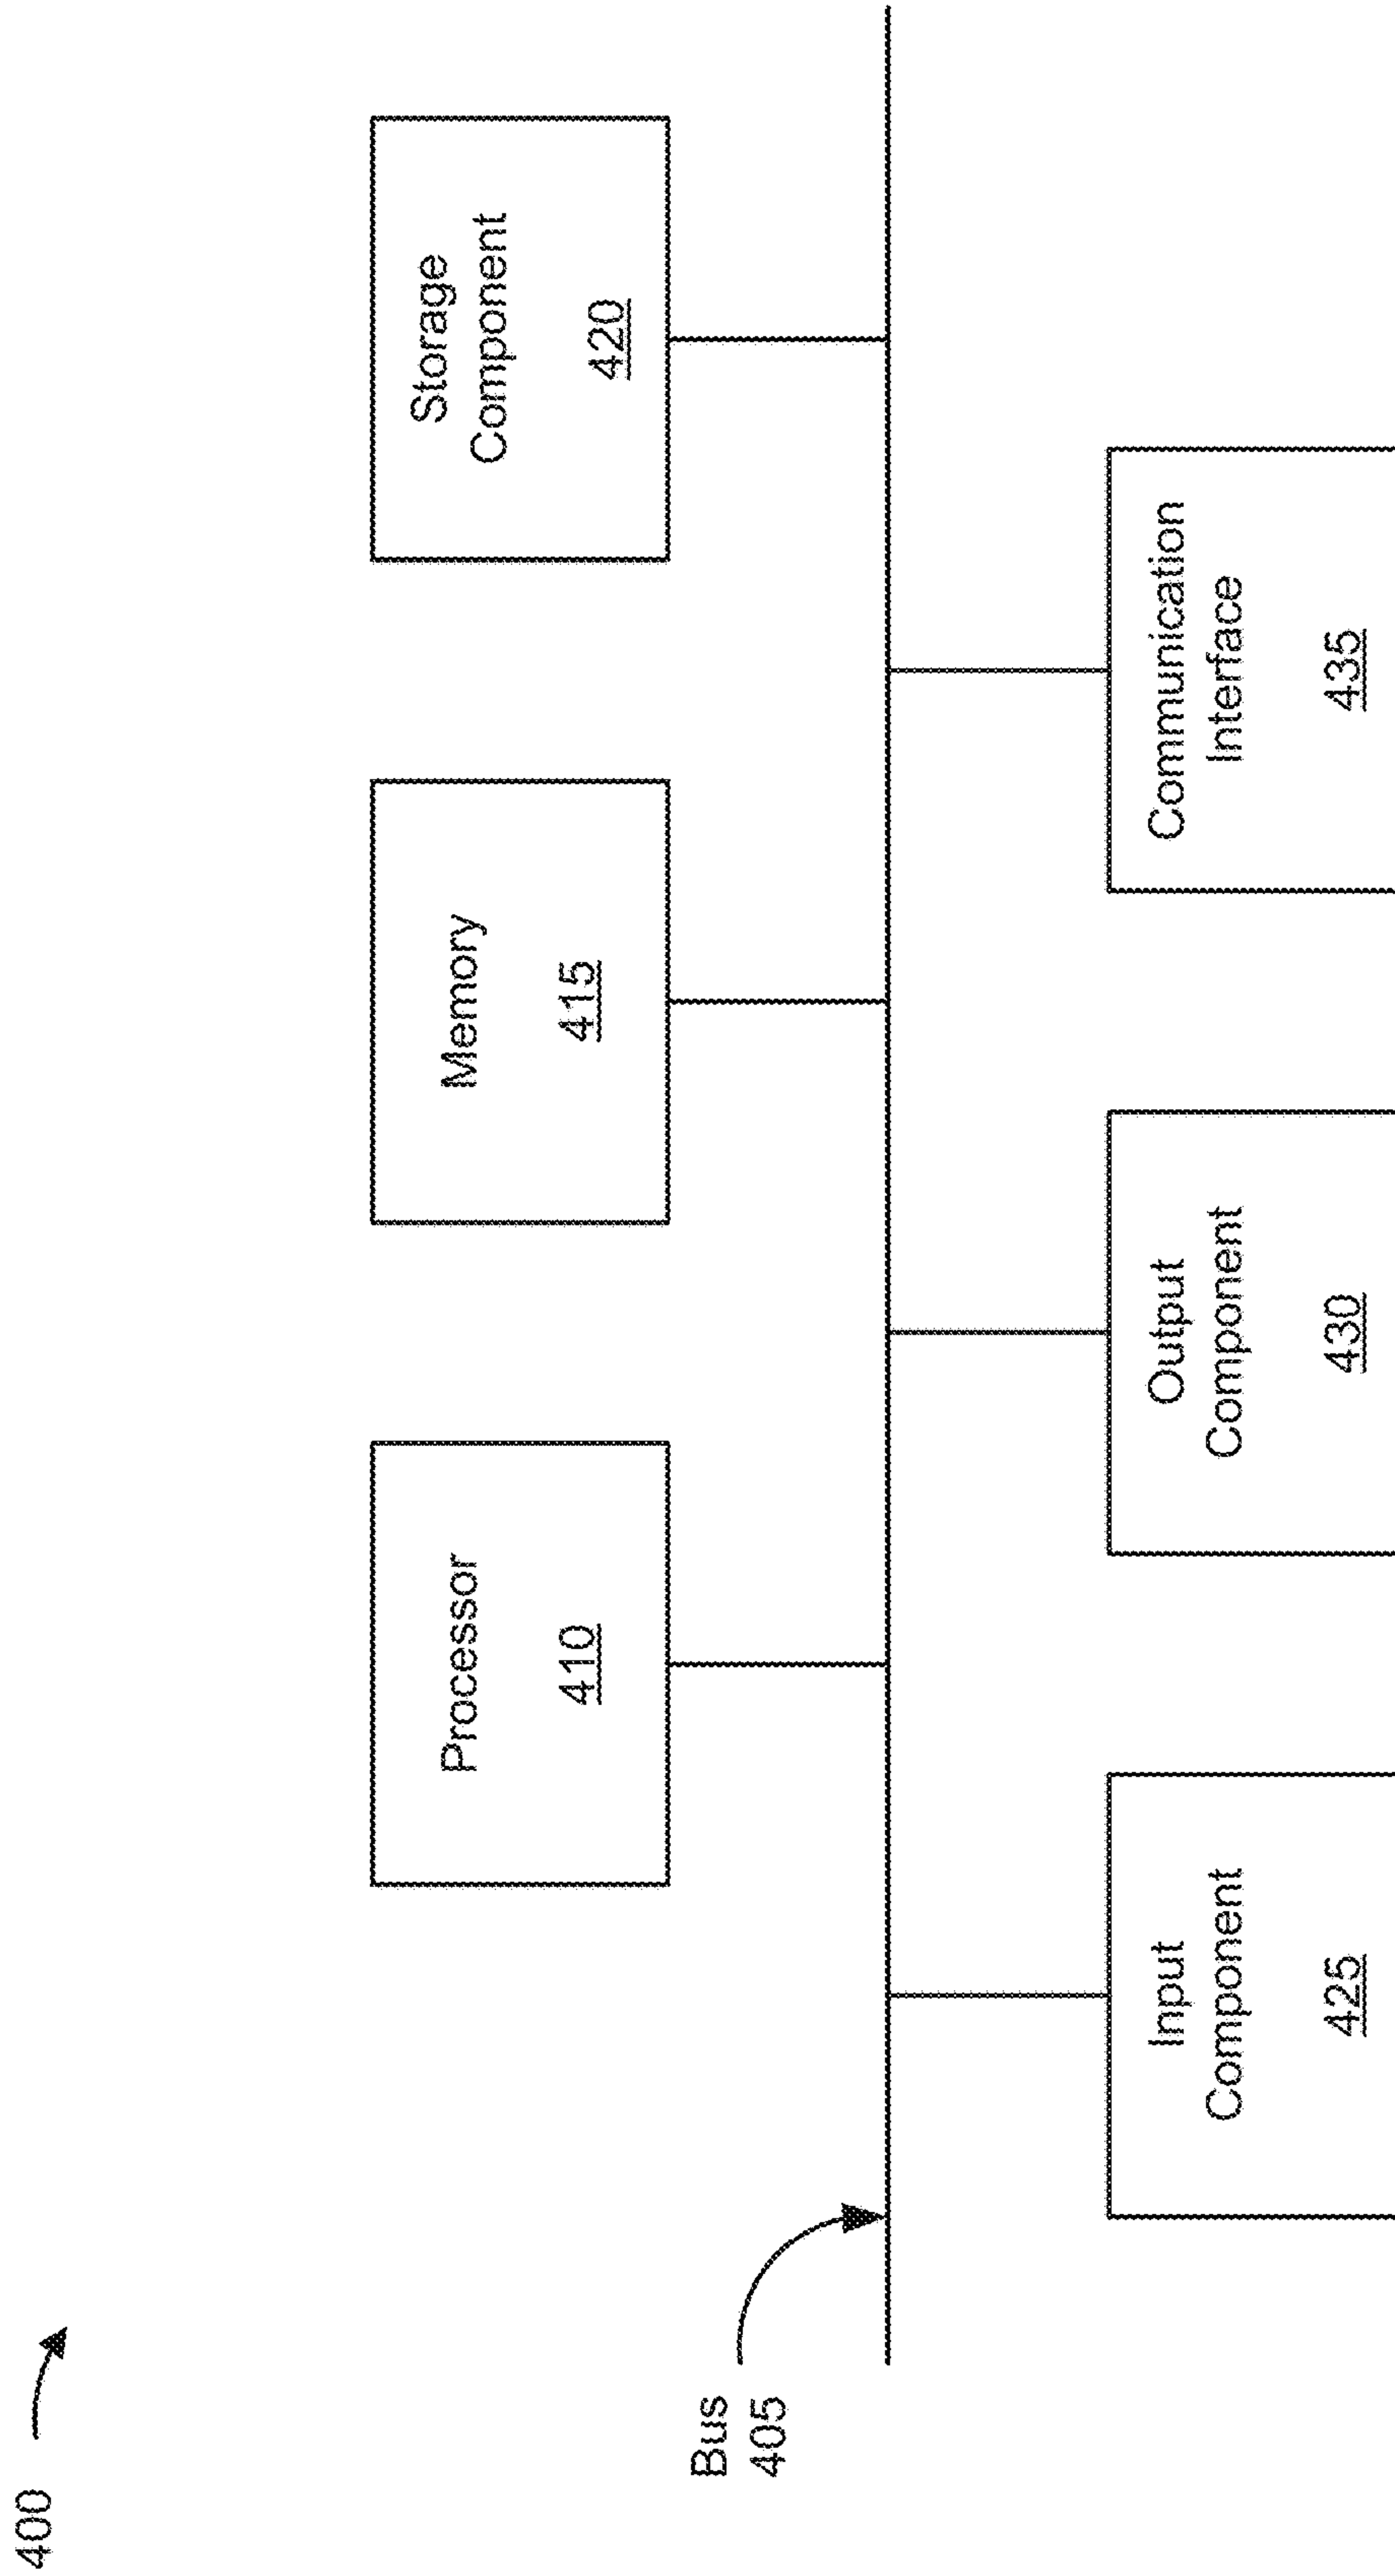 400
Processor
410
Memory
415
Storage
Component
420
Bus
405
Input
Component
425
Output
Component
430
Communication
Interface
435